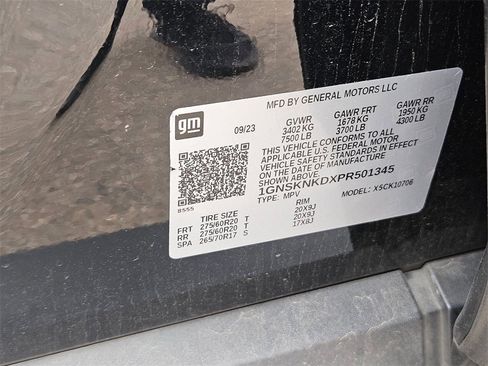 MFD BY GENERAL MOTORS LLC
gm
09/23
GVWR GAWR FRT GAWR RR
3402 KG 1678 KG 1950 KG
7500 LB 3700 LB 4300 LB
THIS VEHICLE CONFORMS TO ALL
APPLICABLE U.S. FEDERAL MOTOR
VEHICLE SAFETY STANDARDS IN EFFECT
ON THE DATE OF MANUFACTURE
1GNSKNKDXPR501345
TYPE: MPV MODEL: X5CK10706
TIRE SIZE RIM
FRT 275/60R20 T 20X9J
RR 275/60R20 T 20X9J
SPA 265/70R17 S 17X8J